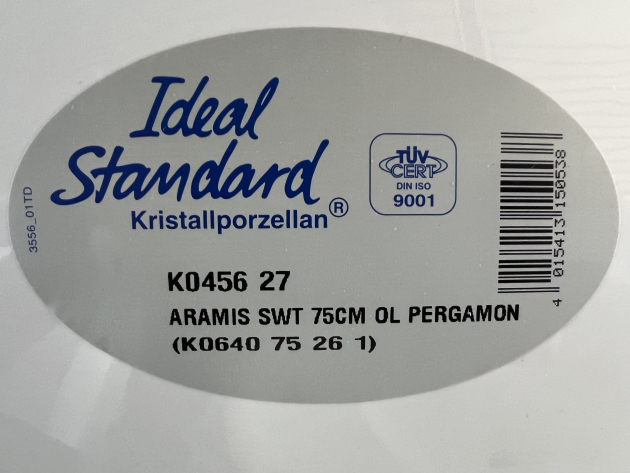 Ideal
Standard®
Kristallporzellan
TÜV
CERT
DIN ISO
9001
3556_01TD
K0456 27
ARAMIS SWT 75CM OL PERGAMON
(K0640 75 26 1)
4 015413 150538